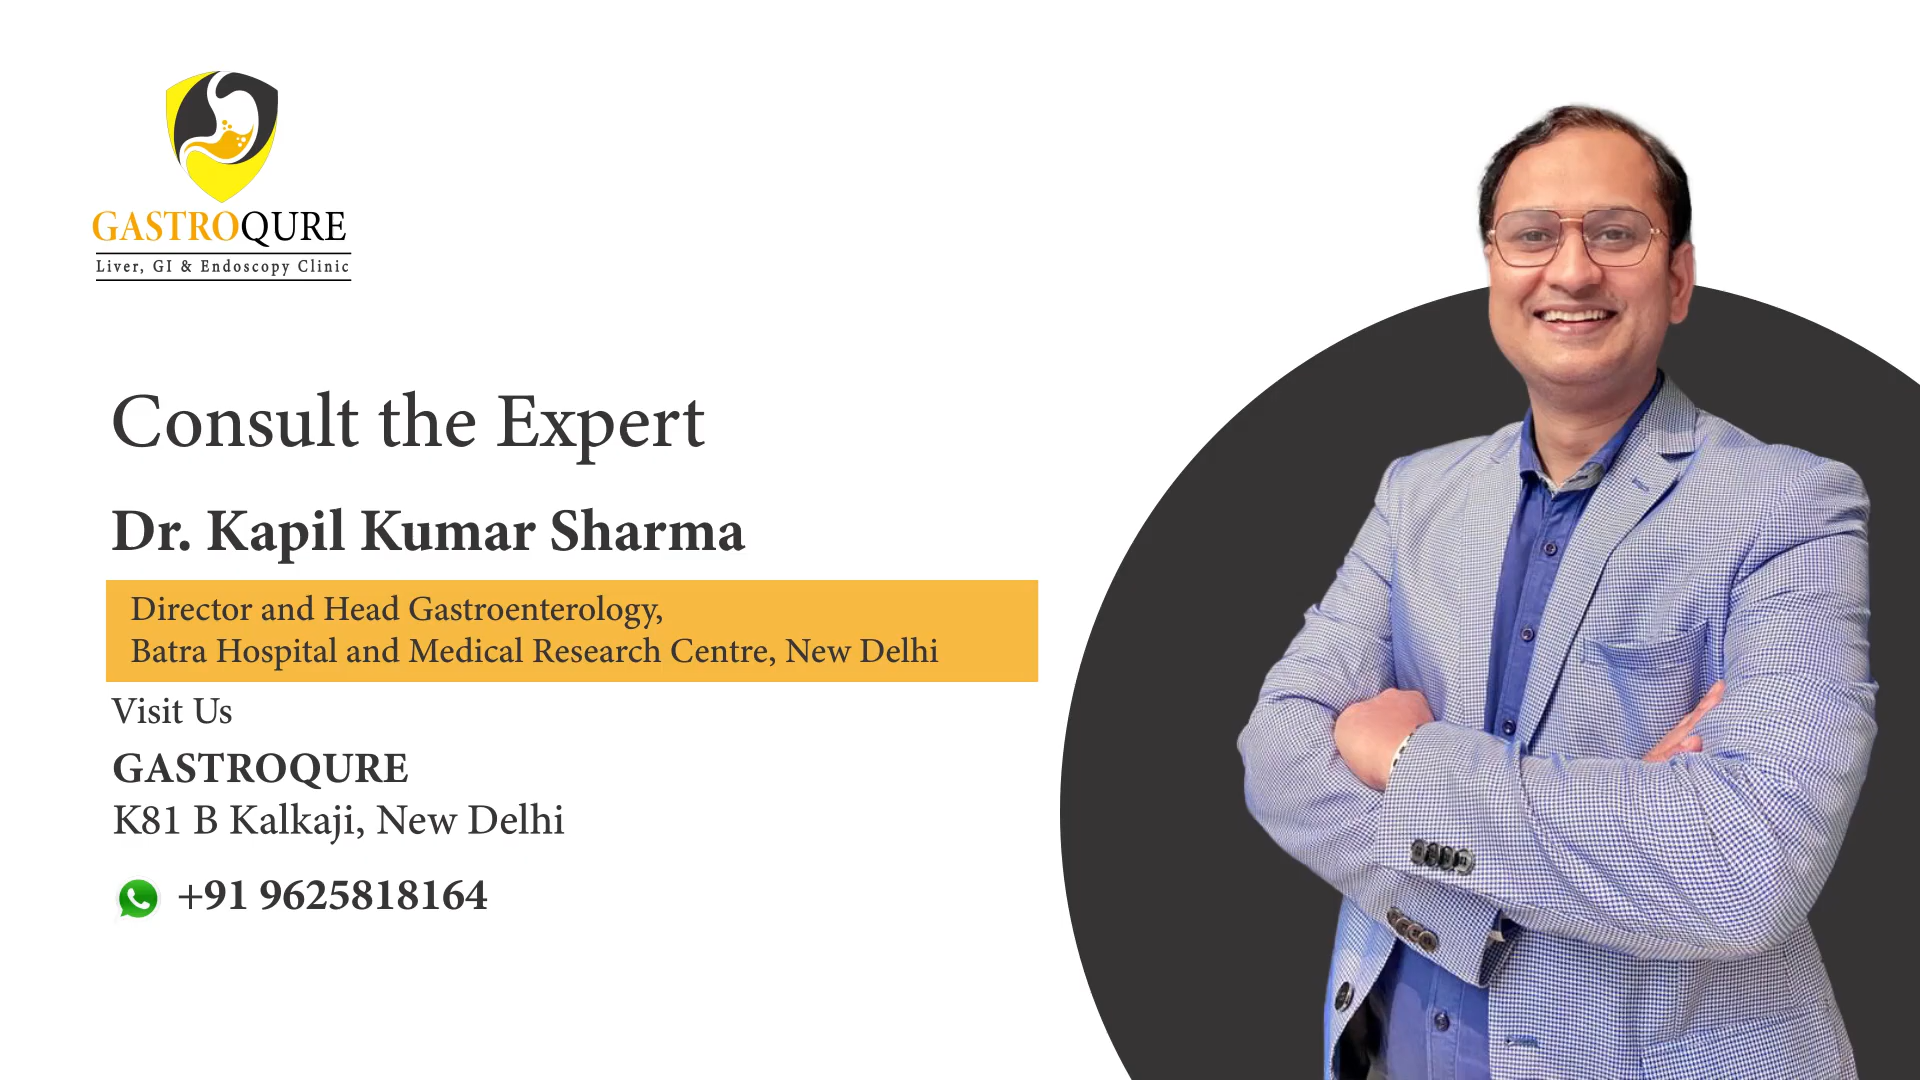 GASTROQURE
Liver, GI & Endoscopy Clinic
Consult the Expert
Dr. Kapil Kumar Sharma
Director and Head Gastroenterology,
Batra Hospital and Medical Research Centre, New Delhi
Visit Us
GASTROQURE
K81 B Kalkaji, New Delhi
+91 9625818164